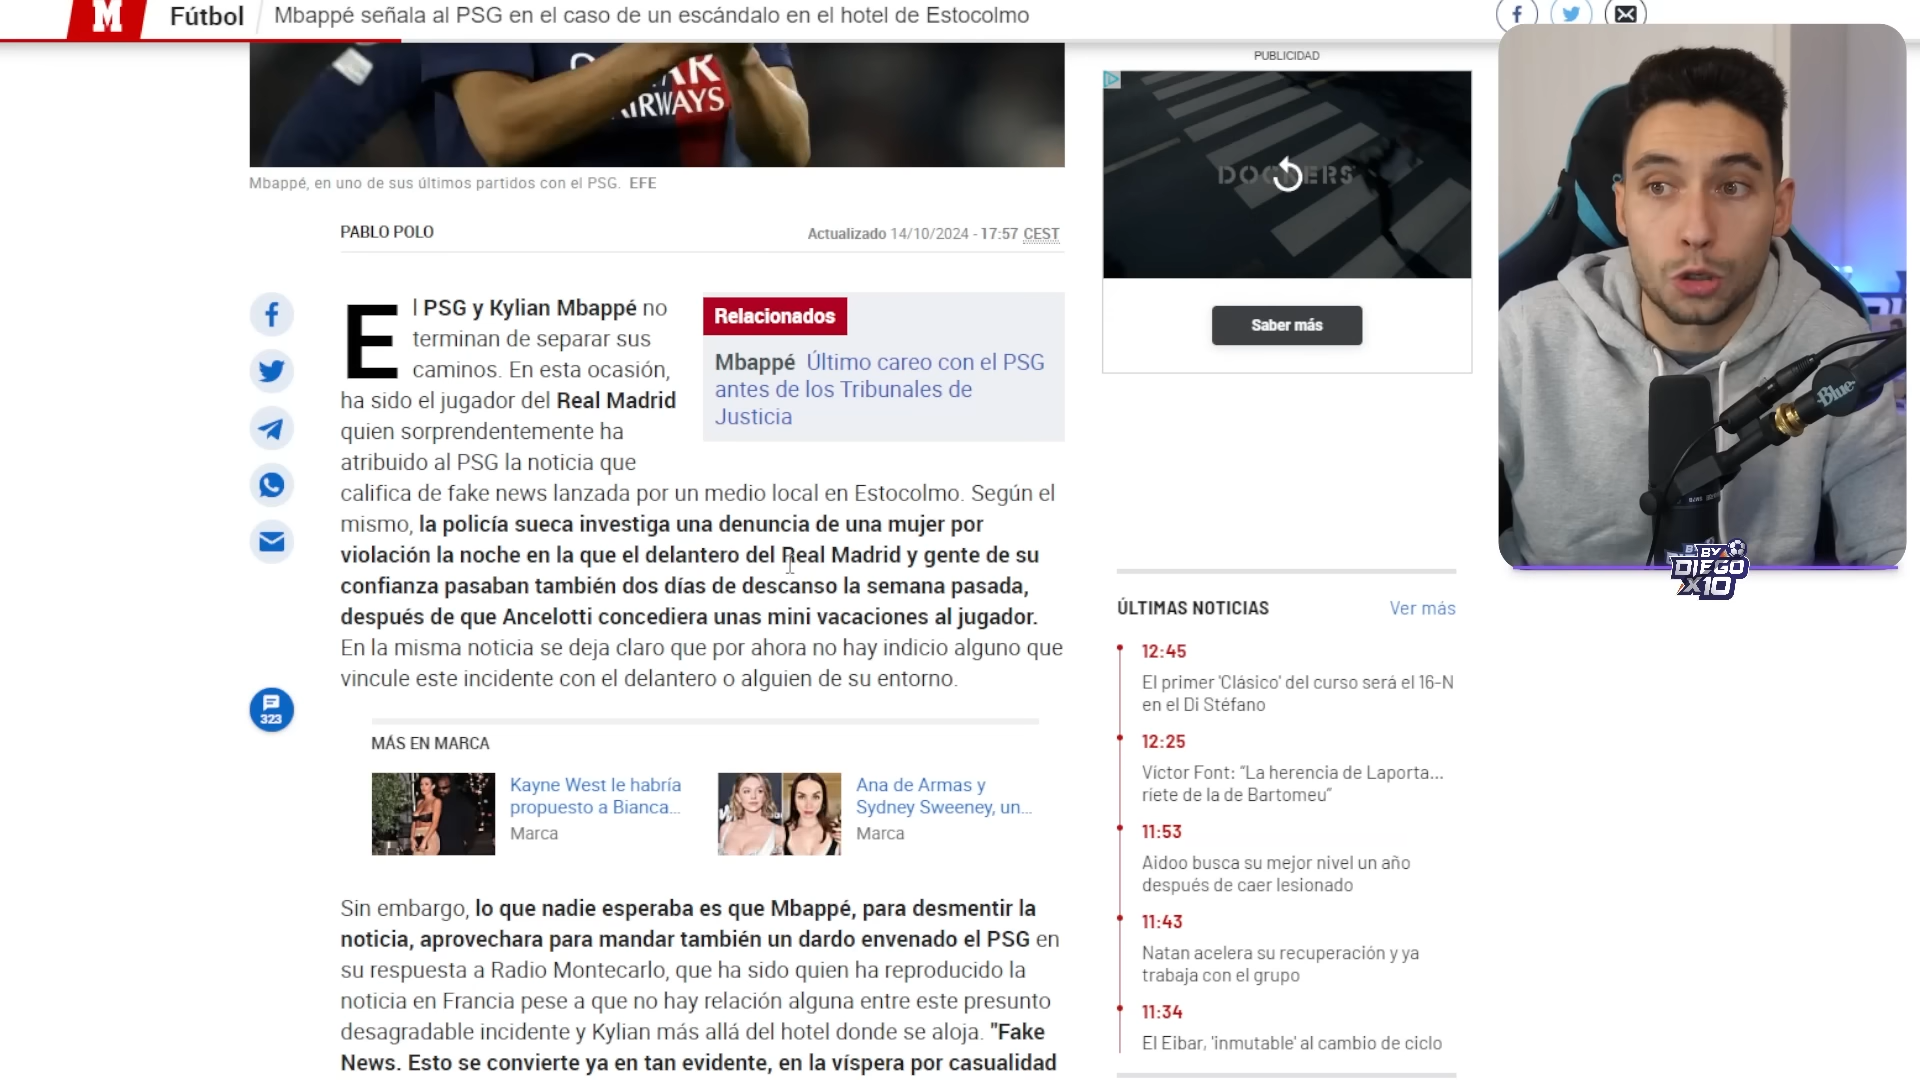 M
Fútbol
Mbappé señala al PSG en el caso de un escándalo en el hotel de Estocolmo
AIRWAYS
Mbappé, en uno de sus últimos partidos con el PSG. EFE
PABLO POLO
Actualizado 14/10/2024 - 17:57 CEST
El PSG y Kylian Mbappé no
terminan de separar sus
caminos. En esta ocasión,
ha sido el jugador del Real Madrid
quien sorprendentemente ha
atribuido al PSG la noticia que
califica de fake news lanzada por un medio local en Estocolmo. Según el
mismo, la policía sueca investiga una denuncia de una mujer por
violación la noche en la que el delantero del Real Madrid y gente de su
confianza pasaban también dos días de descanso la semana pasada,
después de que Ancelotti concediera unas mini vacaciones al jugador.
En la misma noticia se deja claro que por ahora no hay indicio alguno que
vincule este incidente con el delantero o alguien de su entorno.
Relacionados
Mbappé Último careo con el PSG
antes de los Tribunales de
Justicia
323
MÁS EN MARCA
Kayne West le habría
propuesto a Bianca...
Marca
Ana de Armas y
Sydney Sweeney, un...
Marca
Sin embargo, lo que nadie esperaba es que Mbappé, para desmentir la
noticia, aprovechara para mandar también un dardo envenado el PSG en
su respuesta a Radio Montecarlo, que ha sido quien ha reproducido la
noticia en Francia pese a que no hay relación alguna entre este presunto
desagradable incidente y Kylian más allá del hotel donde se aloja. "Fake
News. Esto se convierte ya en tan evidente, en la víspera por casualidad
PUBLICIDAD
DOCKERS
Saber más
ÚLTIMAS NOTICIAS
Ver más
12:45
El primer 'Clásico' del curso será el 16-N
en el Di Stéfano
12:25
Víctor Font: “La herencia de Laporta...
ríete de la de Bartomeu”
11:53
Aidoo busca su mejor nivel un año
después de caer lesionado
11:43
Natan acelera su recuperación y ya
trabaja con el grupo
11:34
El Eibar, 'inmutable' al cambio de ciclo
Blue
BY
DIEGO
X10